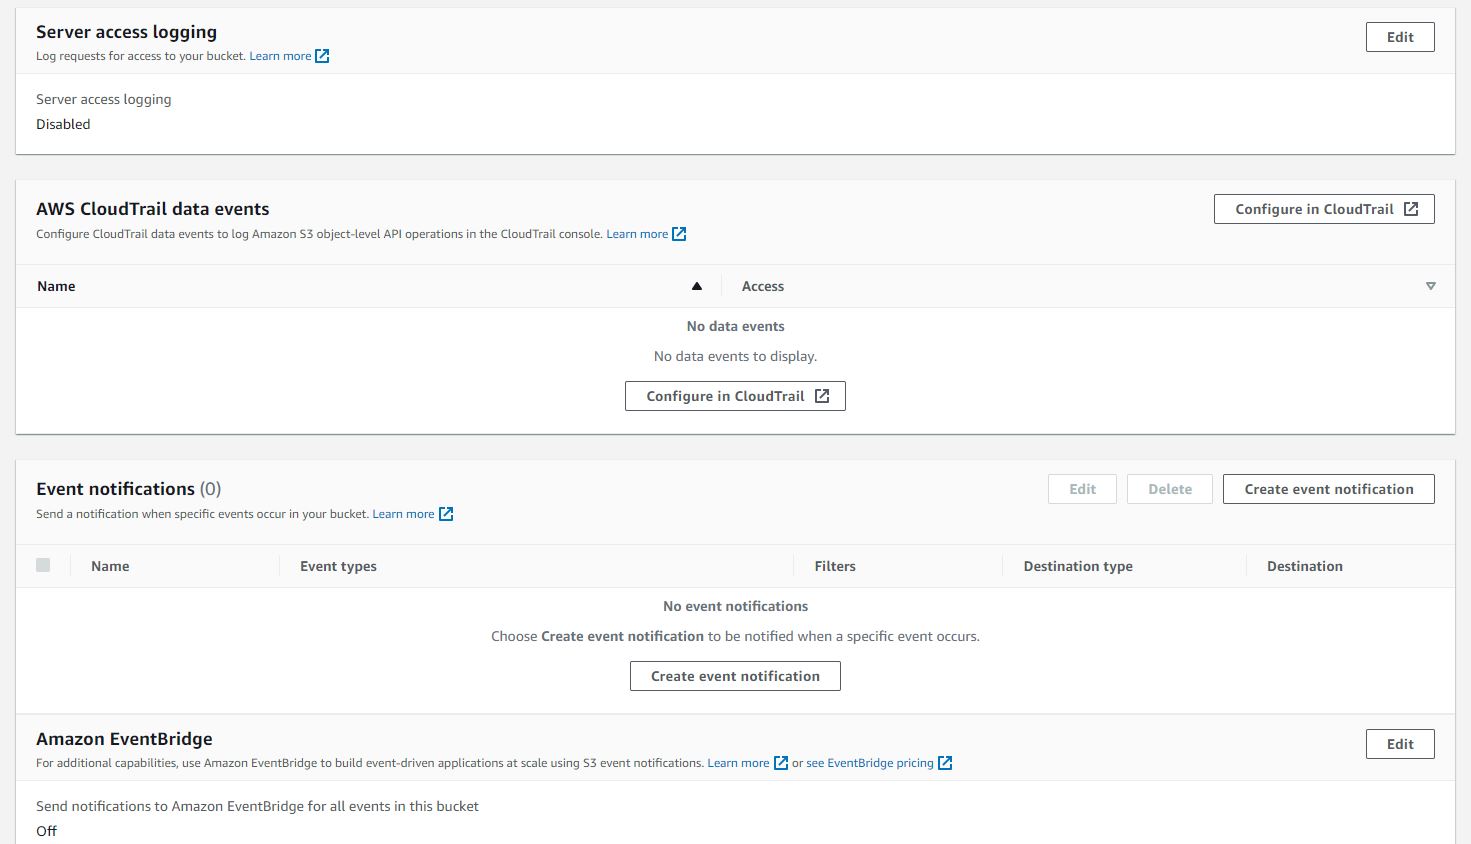 Server access logging
Edit
Log requests for access to your bucket. Learn more
Server access logging
Disabled
AWS CloudTrail data events
Configure in CloudTrail
Configure CloudTrail data events to log Amazon S3 object-level API operations in the CloudTrail console. Learn more
Name Access
No data events
No data events to display.
Configure in CloudTrail
Event notifications (0)
Edit Delete Create event notification
Send a notification when specific events occur in your bucket. Learn more
Name Event types Filters Destination type Destination
No event notifications
Choose Create event notification to be notified when a specific event occurs.
Create event notification
Amazon EventBridge
Edit
For additional capabilities, use Amazon EventBridge to build event-driven applications at scale using S3 event notifications. Learn more or see EventBridge pricing
Send notifications to Amazon EventBridge for all events in this bucket
Off